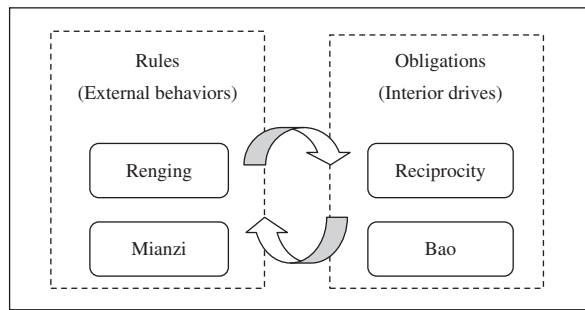 Rules
(External behaviors)
Renging
Mianzi
Obligations
(Interior drives)
Reciprocity
Bao